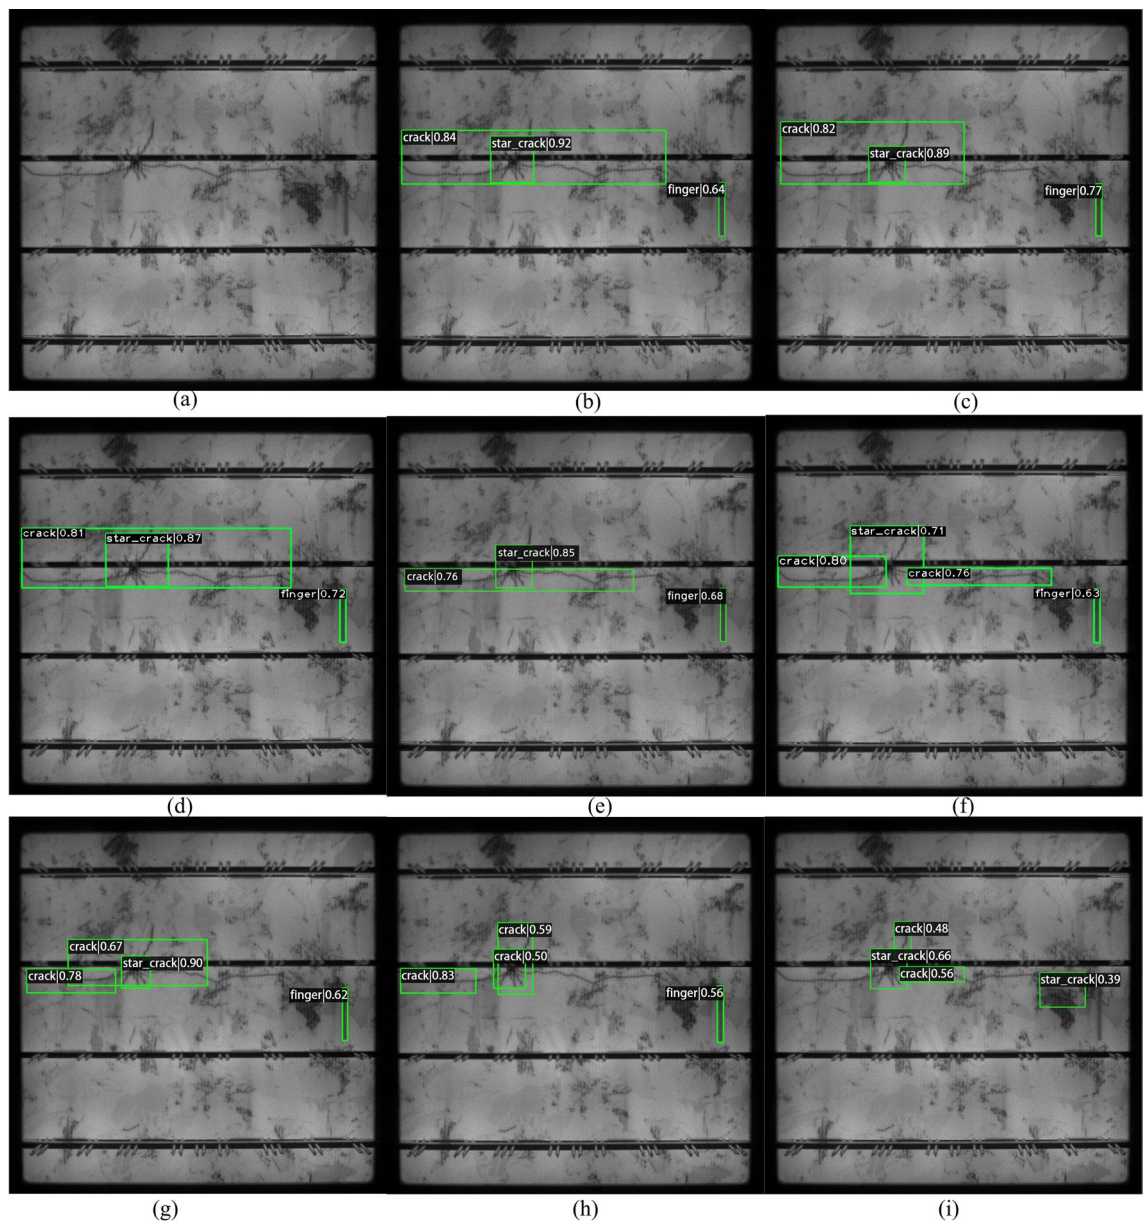 crack|0.84
star_crack|0.92
finger|0.64
crack|0.82
star_crack|0.89
finger|0.77
(a)
(b)
(c)
crack|0.81
star_crack|0.87
finger|0.72
star_crack|0.85
crack|0.76
finger|0.68
star_crack|0.71
crack|0.80
crack|0.76
finger|0.63
(d)
(e)
(f)
crack|0.67
star_crack|0.90
crack|0.78
finger|0.62
crack|0.59
crack|0.50
crack|0.83
finger|0.56
crack|0.48
star_crack|0.66
crack|0.56
star_crack|0.39
(g)
(h)
(i)